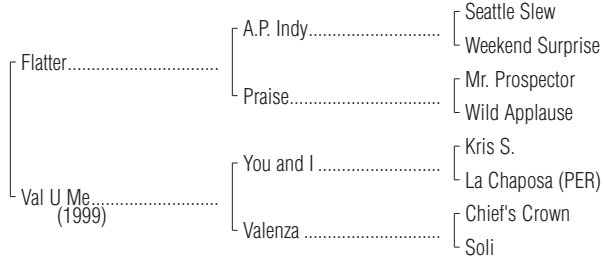 Seattle Slew
A.P. Indy..............................
Weekend Surprise
Flatter...............................
Mr. Prospector
Praise..................................
Wild Applause
Kris S.
You and I ............................
La Chaposa (PER)
Val U Me..........................
(1999)
Chief's Crown
Valenza ...............................
Soli